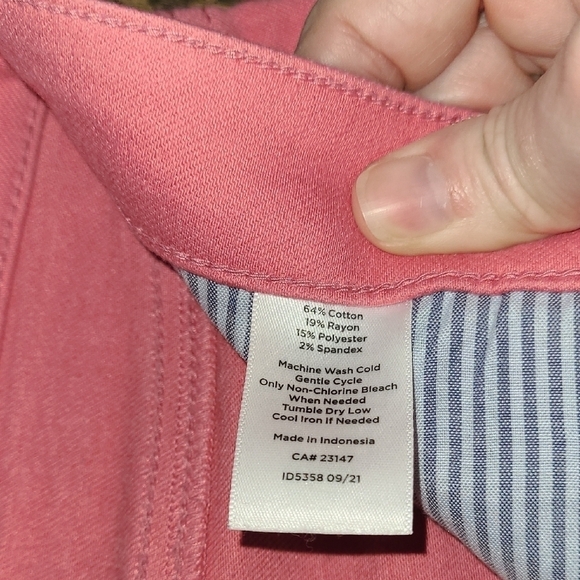 64% Cotton
19% Rayon
15% Polyester
2% Spandex
Machine Wash Cold
Gentle Cycle
Only Non-Chlorine Bleach
When Needed
Tumble Dry Low
Cool Iron If Needed
Made in Indonesia
CA# 23147
ID5358 09/21